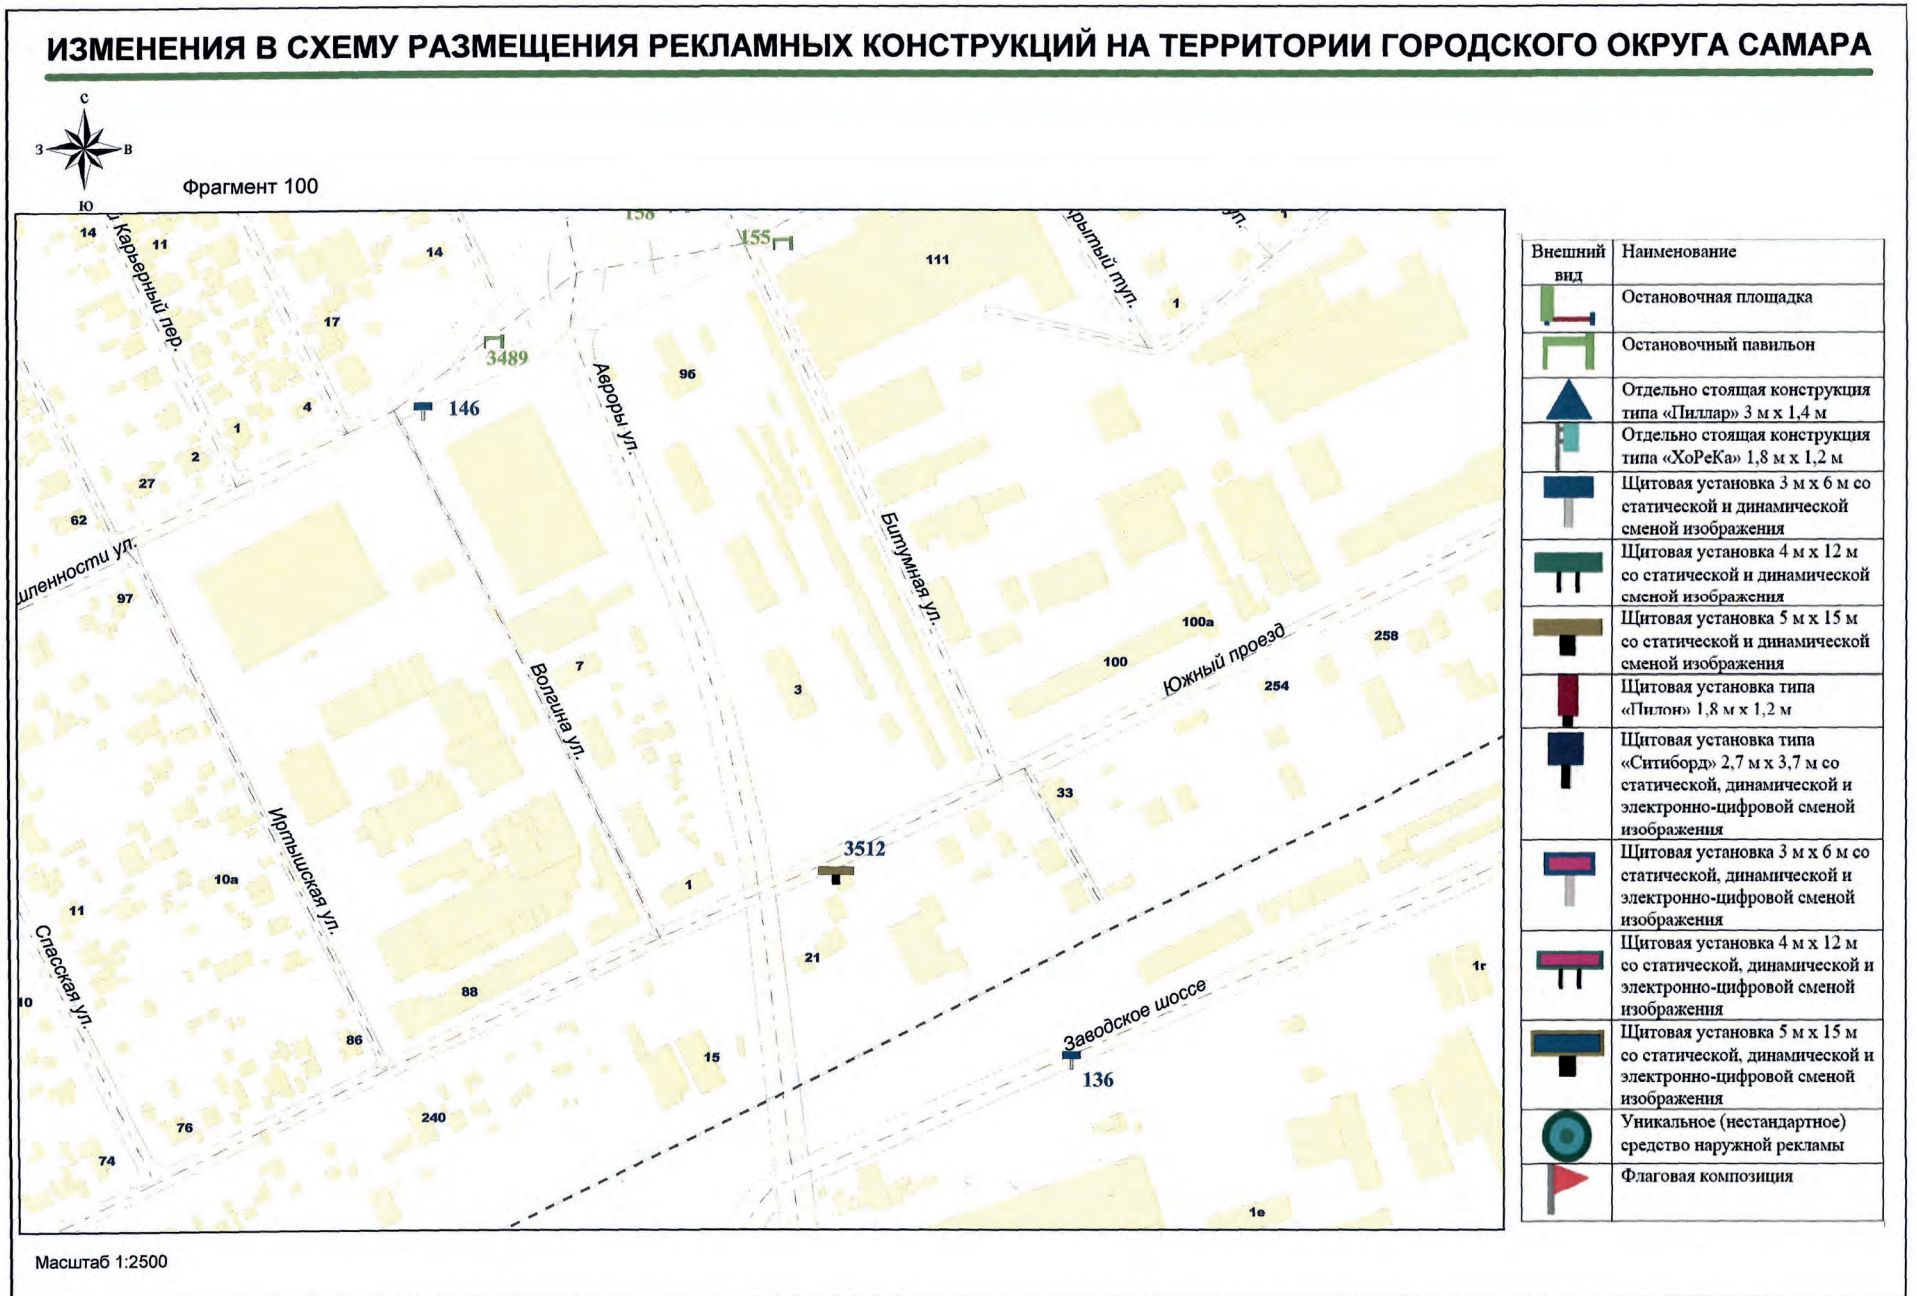 ИЗМЕНЕНИЯ В СХЕМУ РАЗМЕЩЕНИЯ РЕКЛАМНЫХ КОНСТРУКЦИЙ НА ТЕРРИТОРИИ ГОРОДСКОГО ОКРУГА САМАРА
С
З
В
Ю
Фрагмент 100
158
14
11
14
155
111
Карьерный пер.
рытый туп.
уп.
1
1
17
3489
96
Авроры ул.
4
146
1
2
27
62
шленности ул.
97
Битумная ул.
100а
258
100
Южный проезд
254
7
Волгина ул.
3
33
Иртышская ул.
3512
10а
1
11
Спасская ул.
21
1г
10
88
Заводское шоссе
86
15
136
240
76
74
1е
Масштаб 1:2500
Внешний вид
Наименование
Остановочная площадка
Остановочный павильон
Отдельно стоящая конструкция
типа «Пиллар» 3 м х 1,4 м
Отдельно стоящая конструкция
типа «ХоРеКа» 1,8 м х 1,2 м
Щитовая установка 3 м х 6 м со
статической и динамической
сменой изображения
Щитовая установка 4 м х 12 м
со статической и динамической
сменой изображения
Щитовая установка 5 м х 15 м
со статической и динамической
сменой изображения
Щитовая установка типа
«Пилон» 1,8 м х 1,2 м
Щитовая установка типа
«Ситиборд» 2,7 м х 3,7 м со
статической, динамической и
электронно-цифровой сменой
изображения
Щитовая установка 3 м х 6 м со
статической, динамической и
электронно-цифровой сменой
изображения
Щитовая установка 4 м х 12 м
со статической, динамической и
электронно-цифровой сменой
изображения
Щитовая установка 5 м х 15 м
со статической, динамической и
электронно-цифровой сменой
изображения
Уникальное (нестандартное)
средство наружной рекламы
Флаговая композиция